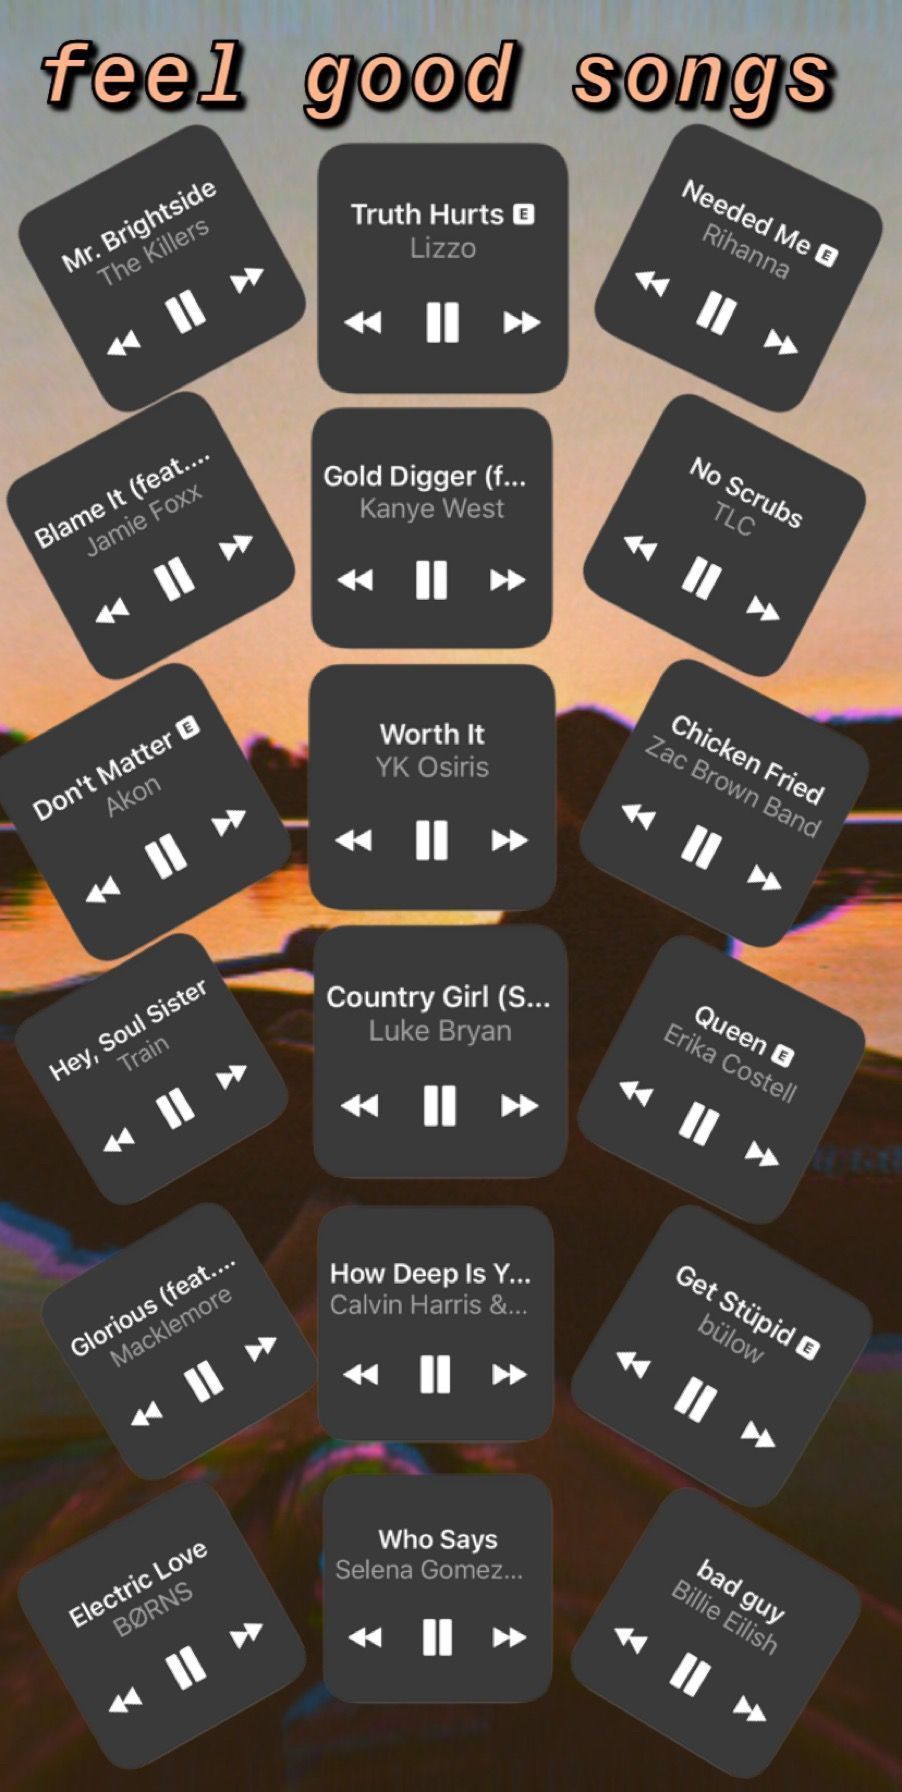 feel good songs
Mr. Brightside
The Killers
Truth Hurts E
Lizzo
Needed Me E
Rihanna
Blame It (feat....
Jamie Foxx
Gold Digger (f...
Kanye West
No Scrubs
TLC
Don't Matter E
Akon
Worth It
YK Osiris
Chicken Fried
Zac Brown Band
Hey, Soul Sister
Train
Country Girl (S...
Luke Bryan
Queen E
Erika Costell
Glorious (feat....
Macklemore
How Deep Is Y...
Calvin Harris &...
Get Stüpid E
bülow
Electric Love
BØRNS
Who Says
Selena Gomez...
bad guy
Billie Eilish